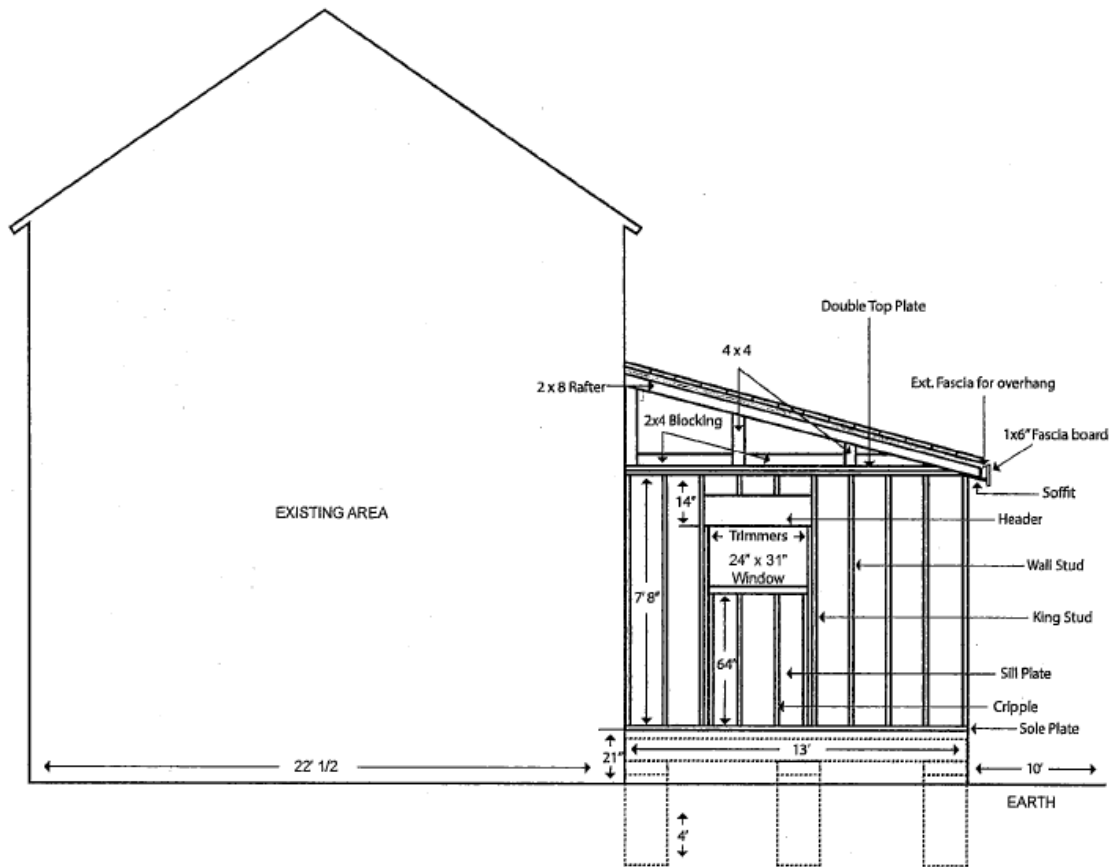 Double Top Plate
4 x 4
2 x 8 Rafter
Ext. Fascia for overhang
2x4 Blocking
1x6" Fascia board
Soffit
14"
EXISTING AREA
Header
Trimmers
24" x 31"
Window
Wall Stud
7' 8"
King Stud
64"
Sill Plate
Cripple
Sole Plate
21"
13'
22' 1/2
10'
EARTH
4'